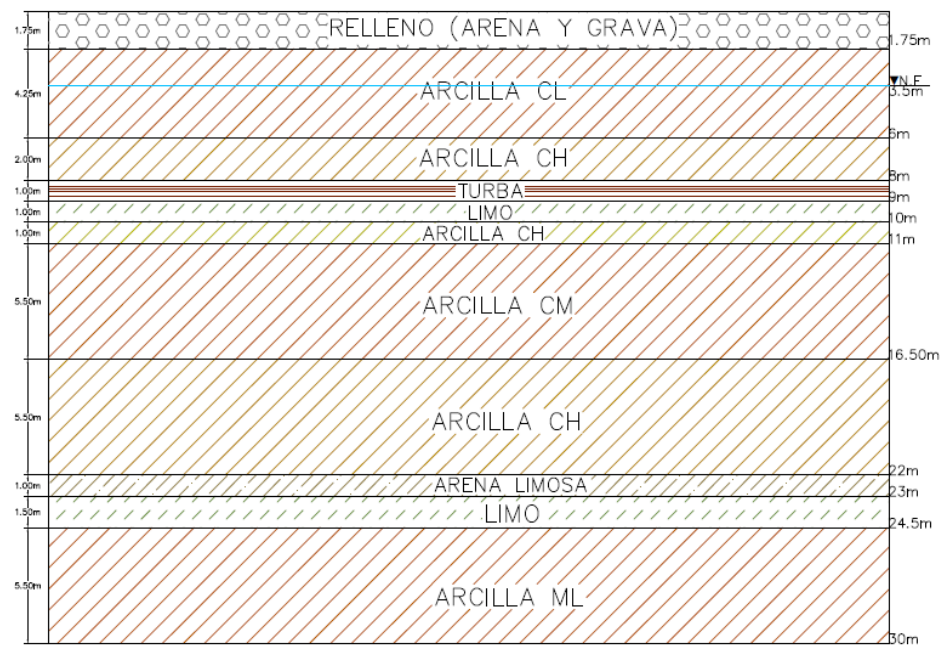 1.75m
RELLENO (ARENA Y GRAVA)
1.75m
4.25m
ARCILLA CL
N.F
3.5m
6m
2.00m
ARCILLA CH
8m
1.00m
TURBA
9m
1.00m
LIMO
10m
1.00m
ARCILLA CH
11m
5.50m
ARCILLA CM
16.50m
5.50m
ARCILLA CH
22m
1.00m
ARENA LIMOSA
23m
1.50m
LIMO
24.5m
5.50m
ARCILLA ML
30m